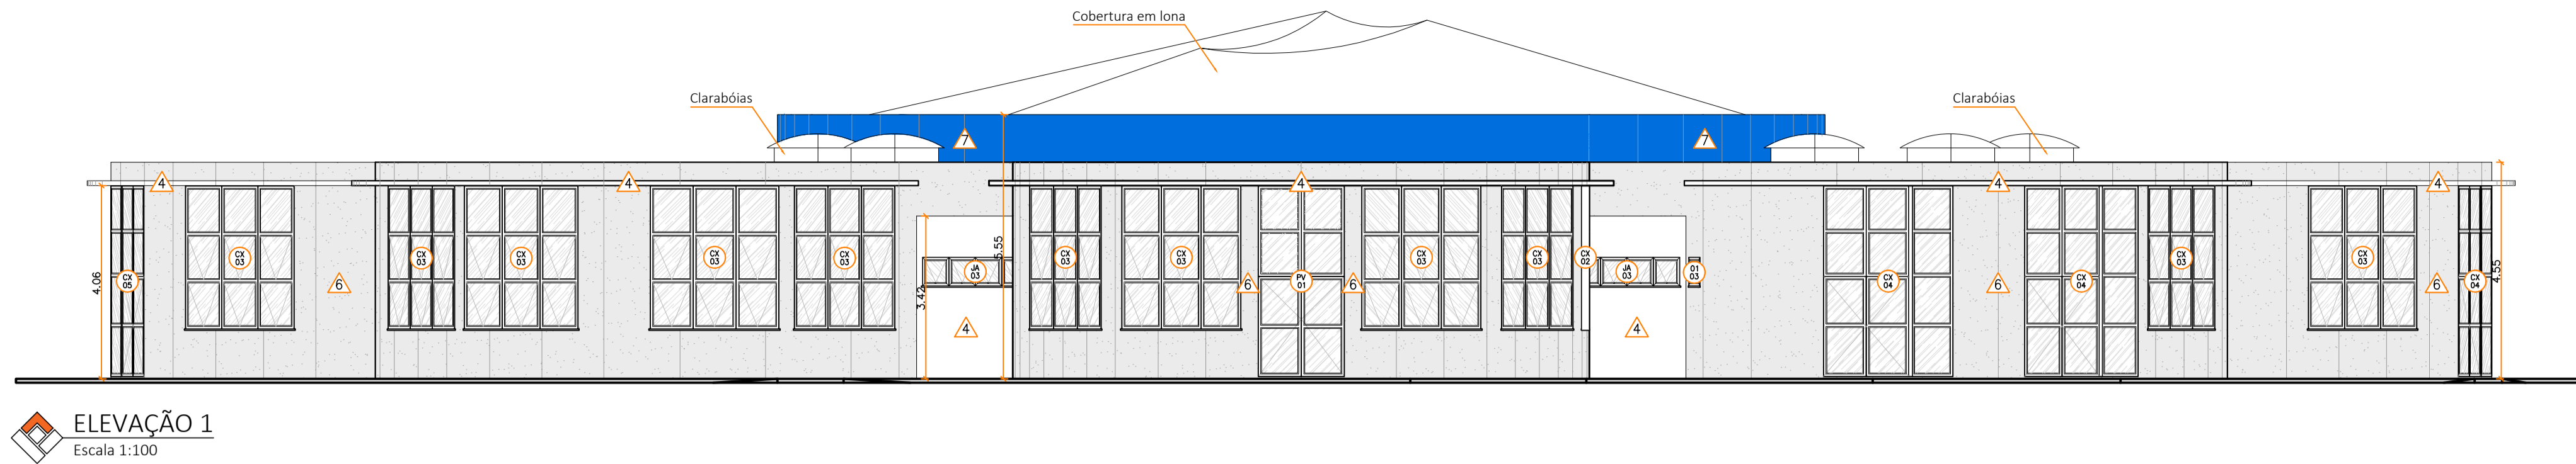 Cobertura em lona
Clarabóias
Clarabóias
7
7
4
4
4
4
4
CX
03
CX
03
CX
03
CX
03
CX
03
CX
03
CX
03
CX
03
CX
03
CX
02
CX
03
CX
03
JA
03
JA
03
01
03
CX
05
6
4.06
3.42
5.55
6
PV
01
6
CX
04
6
CX
04
6
CX
04
4.55
4
4
ELEVAÇÃO 1
Escala 1:100